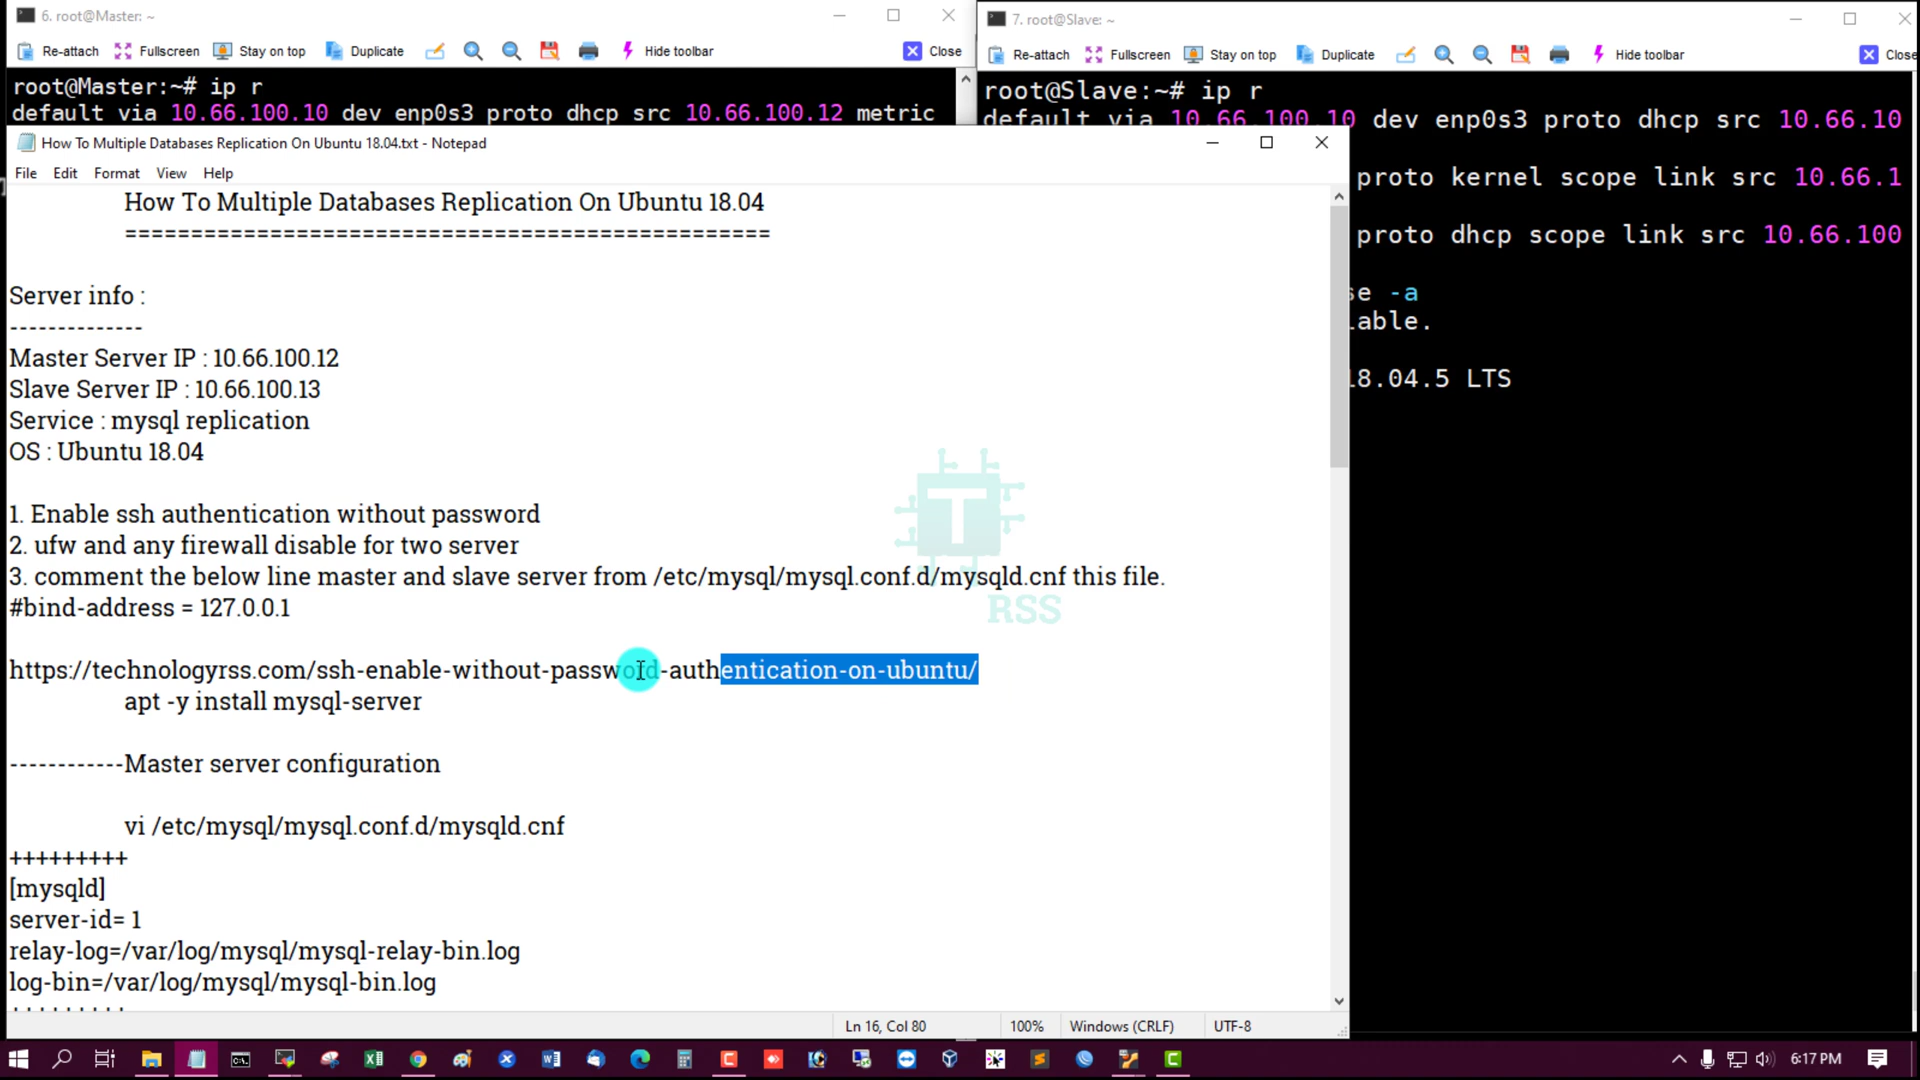 6. root@Master: ~
Re-attach Fullscreen Stay on top Duplicate Hide toolbar Close
root@Master:~# ip r
default via 10.66.100.10 dev enp0s3 proto dhcp src 10.66.100.12 metric
7. root@Slave: ~
Re-attach Fullscreen Stay on top Duplicate Hide toolbar Close
root@Slave:~# ip r
default via 10.66.100.10 dev enp0s3 proto dhcp src 10.66.10
proto kernel scope link src 10.66.1
proto dhcp scope link src 10.66.100
se -a
lable.
18.04.5 LTS
How To Multiple Databases Replication On Ubuntu 18.04.txt - Notepad
File Edit Format View Help
How To Multiple Databases Replication On Ubuntu 18.04
=================================================
Server info :
--------------
Master Server IP : 10.66.100.12
Slave Server IP : 10.66.100.13
Service : mysql replication
OS : Ubuntu 18.04
1. Enable ssh authentication without password
2. ufw and any firewall disable for two server
3. comment the below line master and slave server from /etc/mysql/mysql.conf.d/mysqld.cnf this file.
#bind-address = 127.0.0.1
T
RSS
https://technologyrss.com/ssh-enable-without-password-authentication-on-ubuntu/
apt -y install mysql-server
------------Master server configuration
vi /etc/mysql/mysql.conf.d/mysqld.cnf
+++++++++
[mysqld]
server-id= 1
relay-log=/var/log/mysql/mysql-relay-bin.log
log-bin=/var/log/mysql/mysql-bin.log
+++++++++
Ln 16, Col 80 100% Windows (CRLF) UTF-8
6:17 PM